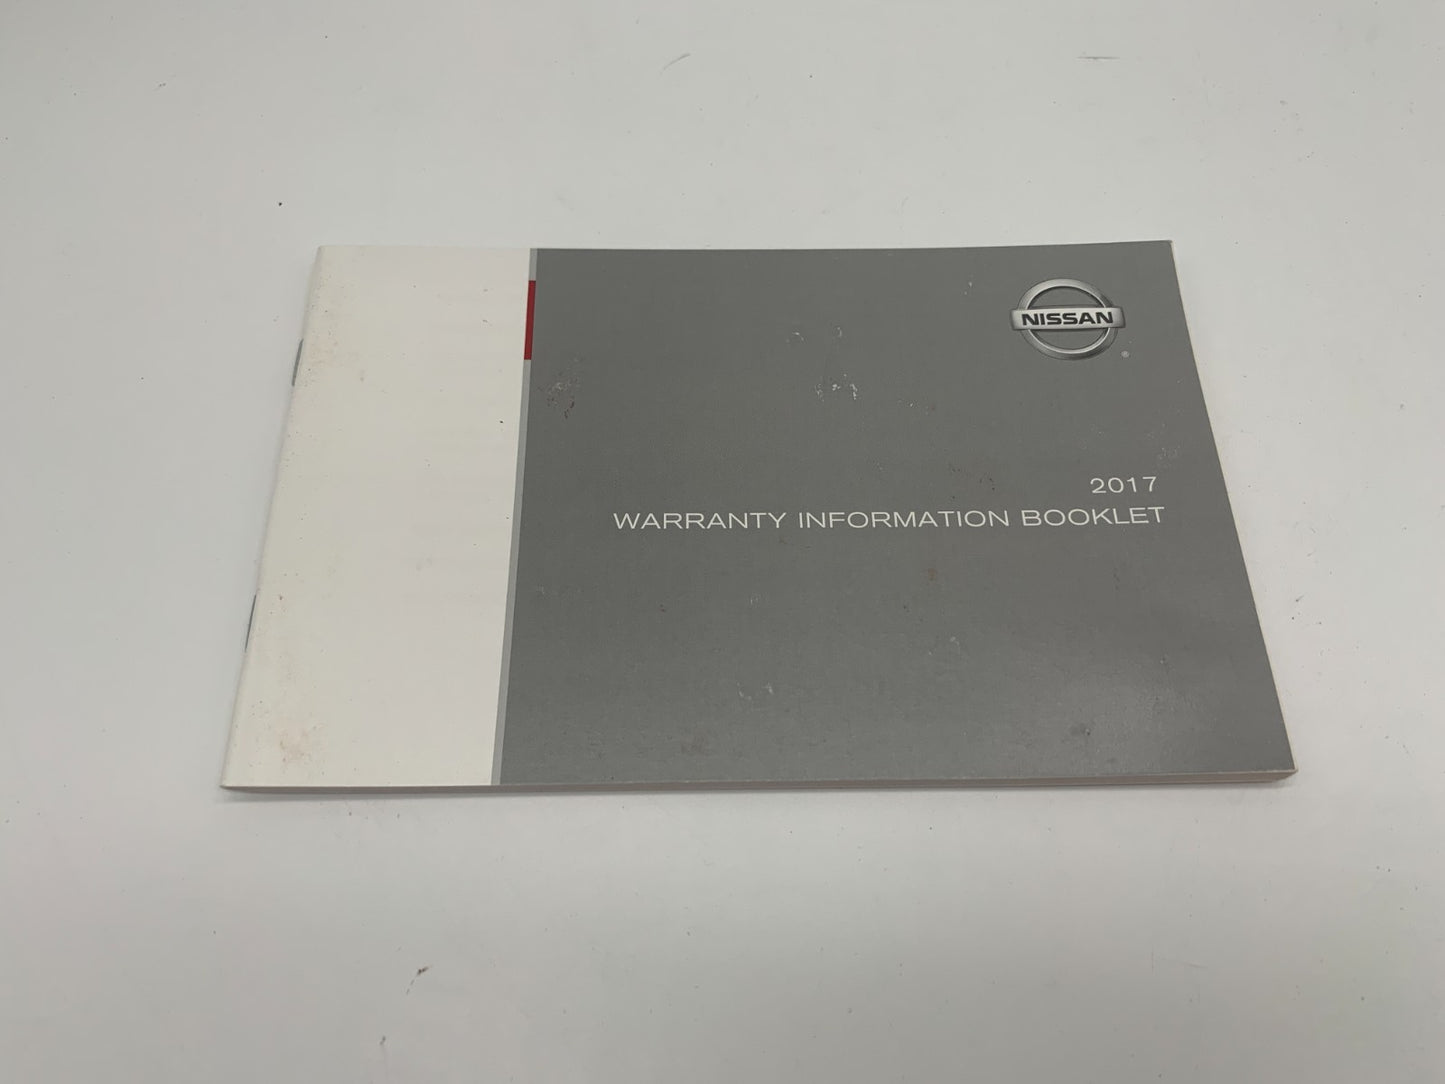 NISSAN
®
2017
WARRANTY INFORMATION BOOKLET